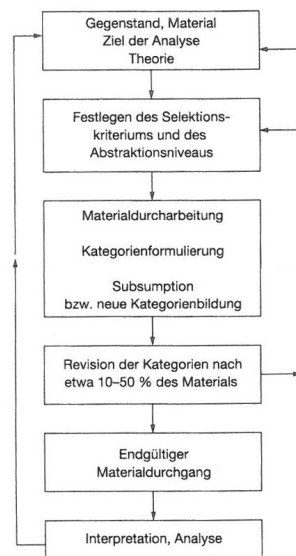 Gegenstand, Material
Ziel der Analyse
Theorie
Festlegen des Selektions-
kriteriums und des
Abstraktionsniveaus
Materialdurcharbeitung
Kategorienformulierung
Subsumption
bzw. neue Kategorienbildung
Revision der Kategorien nach
etwa 10–50 % des Materials
Endgültiger
Materialdurchgang
Interpretation, Analyse